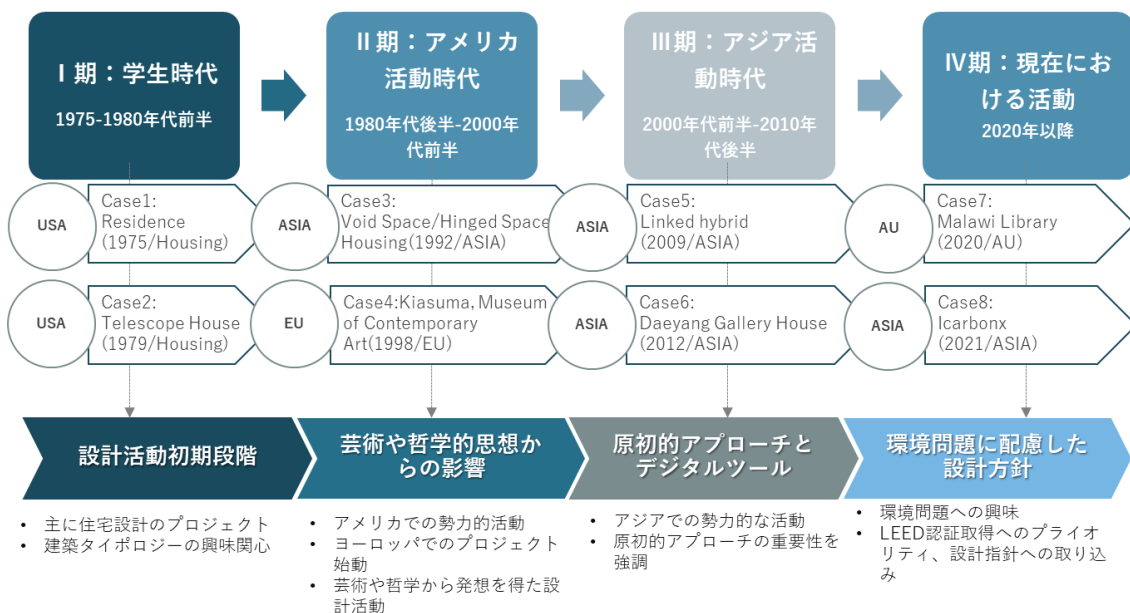 Ⅰ期：学生時代
1975-1980年代前半
Ⅱ期：アメリカ
活動時代
1980年代後半-2000年
代前半
Ⅲ期：アジア活
動時代
2000年代前半-2010年
代後半
Ⅳ期：現在にお
ける活動
2020年以降
USA
Case1:
Residence
(1975/Housing)
ASIA
Case3:
Void Space/Hinged Space
Housing(1992/ASIA)
ASIA
Case5:
Linked hybrid
(2009/ASIA)
AU
Case7:
Malawi Library
(2020/AU)
USA
Case2:
Telescope House
(1979/Housing)
EU
Case4:Kiasuma, Museum
of Contemporary
Art(1998/EU)
ASIA
Case6:
Daeyang Gallery House
(2012/ASIA)
ASIA
Case8:
Icarbonx
(2021/ASIA)
設計活動初期段階
芸術や哲学的思想か
らの影響
原初的アプローチと
デジタルツール
環境問題に配慮した
設計方針
• 主に住宅設計のプロジェクト
• 建築タイポロジーの興味関心
• アメリカでの勢力的活動
• ヨーロッパでのプロジェクト
始動
• 芸術や哲学から発想を得た設
計活動
• アジアでの勢力的な活動
• 原初的アプローチの重要性を
強調
• 環境問題への興味
• LEED認証取得へのプライオ
リティ、設計指針への取り込
み